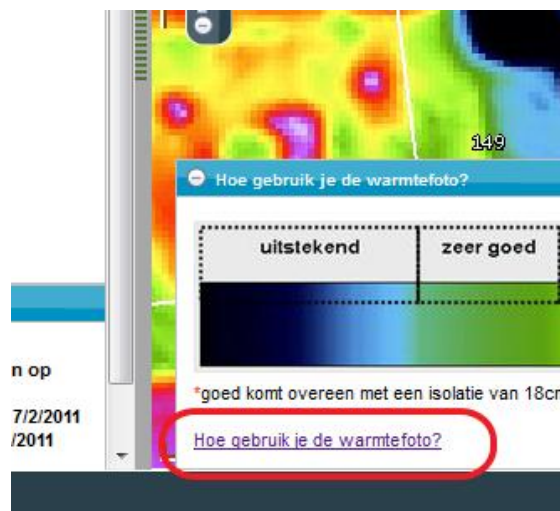 149
Hoe gebruik je de warmtefoto?
uitstekend zeer goed
*goed komt overeen met een isolatie van 18cm
n op
7/2/2011
/2011
Hoe gebruik je de warmtefoto?